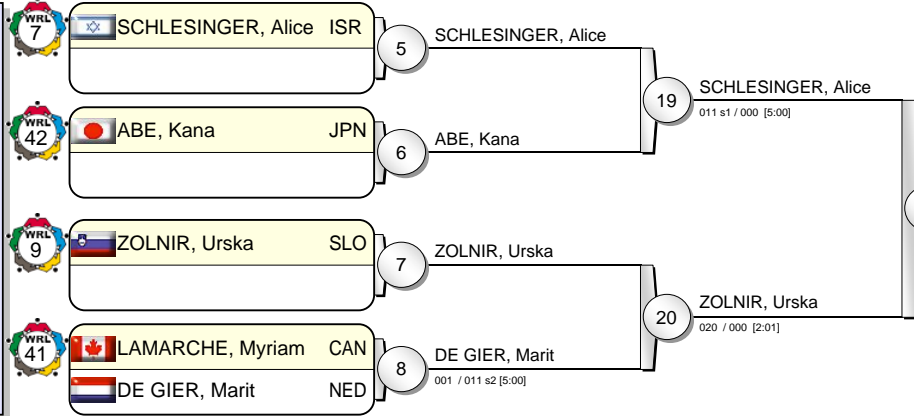 WRL
7
SCHLESINGER, Alice ISR
5
SCHLESINGER, Alice
19
SCHLESINGER, Alice
011 s1 / 000 [5:00]
WRL
42
ABE, Kana JPN
6
ABE, Kana
WRL
9
ZOLNIR, Urska SLO
7
ZOLNIR, Urska
20
ZOLNIR, Urska
020 / 000 [2:01]
WRL
41
LAMARCHE, Myriam CAN
DE GIER, Marit NED
8
DE GIER, Marit
001 / 011 s2 [5:00]